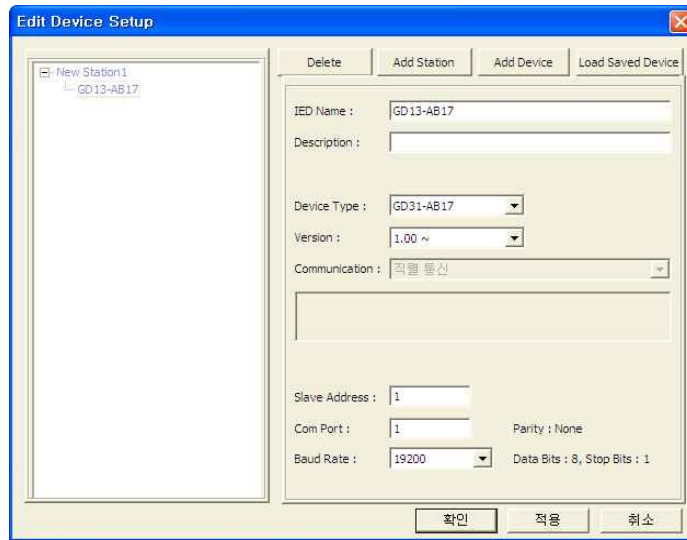 Edit Device Setup
New Station1
GD13-AB17
Delete
Add Station
Add Device
Load Saved Device
IED Name :
GD13-AB17
Description :
Device Type :
GD31-AB17
Version :
1.00 ~
Communication :
직렬 통신
Slave Address :
1
Com Port :
1
Parity : None
Baud Rate :
19200
Data Bits : 8, Stop Bits : 1
확인
적용
취소